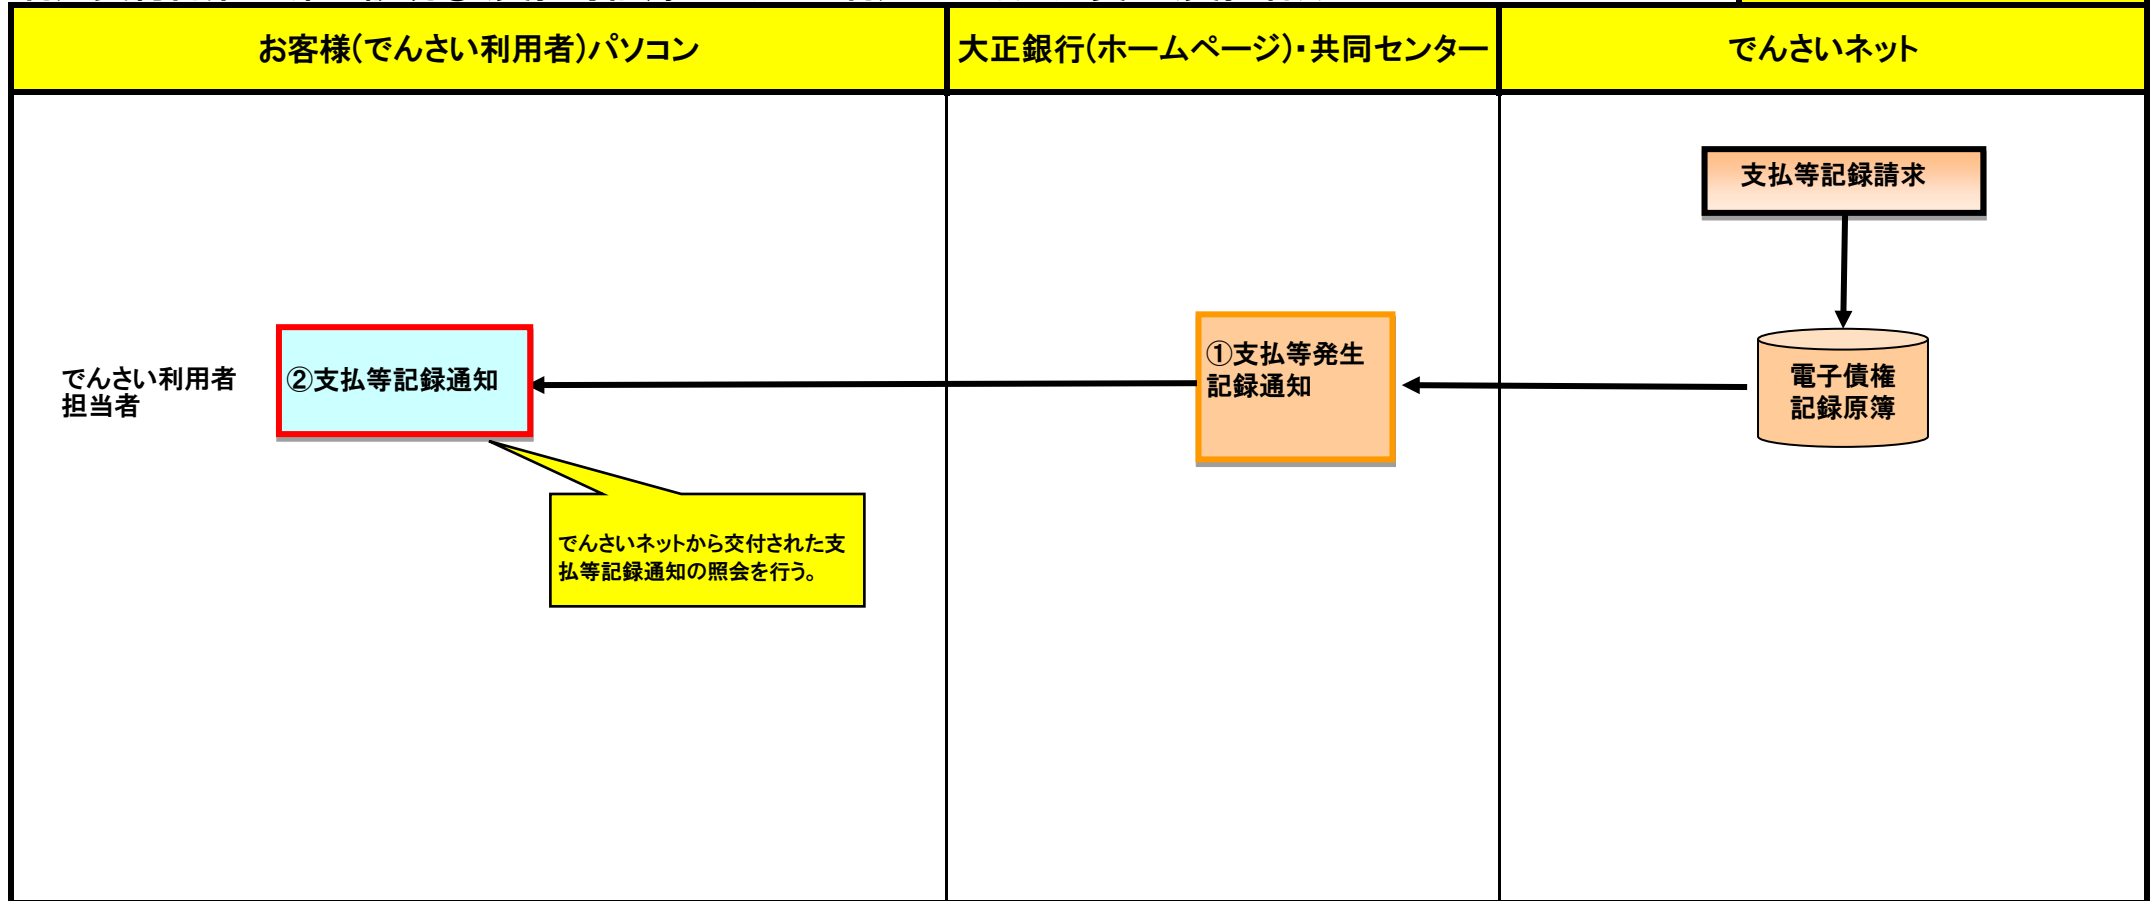 お客様(でんさい利用者)パソコン
大正銀行(ホームページ)・共同センター
でんさいネット
支払等記録請求
でんさい利用者
担当者
②支払等記録通知
①支払等発生
記録通知
電子債権
記録原簿
でんさいネットから交付された支
払等記録通知の照会を行う。